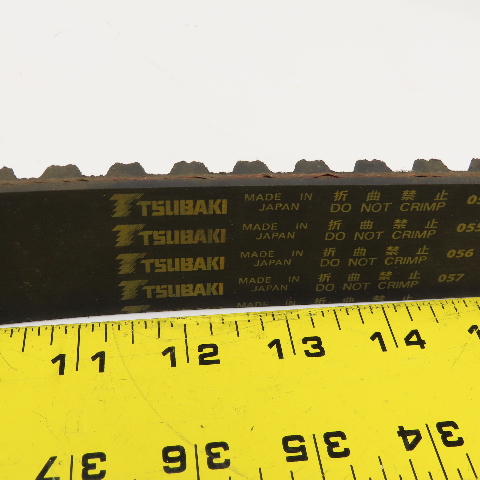 TSUBAKI MADE IN JAPAN 折曲禁止 DO NOT CRIMP
TSUBAKI MADE IN JAPAN 折曲禁止 DO NOT CRIMP 055
TSUBAKI MADE IN JAPAN 折曲禁止 DO NOT CRIMP 056
TSUBAKI MADE IN JAPAN 折曲禁止 DO NOT CRIMP 057
11 11 12 13 14
37 36 35 34